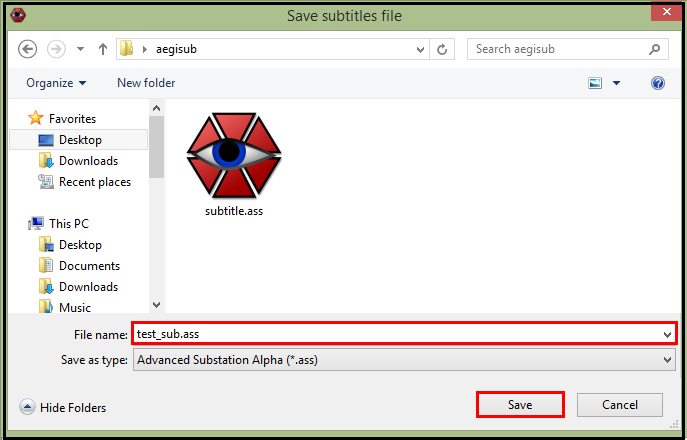 Save subtitles file
aegisub
Search aegisub
Organize
New folder
Favorites
Desktop
Downloads
Recent places
This PC
Desktop
Documents
Downloads
Music
subtitle.ass
File name: test_sub.ass
Save as type: Advanced Substation Alpha (*.ass)
Hide Folders
Save
Cancel